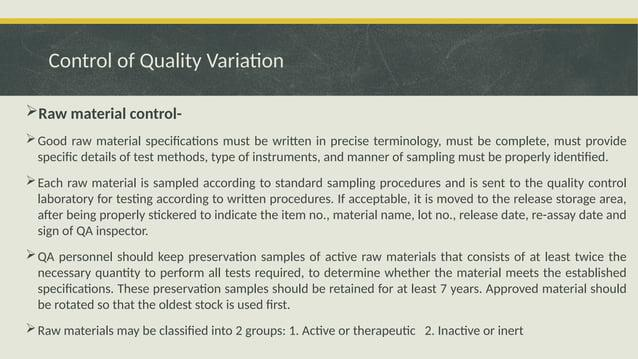 Control of Quality Variation
➢Raw material control-
➢Good raw material specifications must be written in precise terminology, must be complete, must provide
specific details of test methods, type of instruments, and manner of sampling must be properly identified.
➢Each raw material is sampled according to standard sampling procedures and is sent to the quality control
laboratory for testing according to written procedures. If acceptable, it is moved to the release storage area,
after being properly stickered to indicate the item no., material name, lot no., release date, re-assay date and
sign of QA inspector.
➢QA personnel should keep preservation samples of active raw materials that consists of at least twice the
necessary quantity to perform all tests required, to determine whether the material meets the established
specifications. These preservation samples should be retained for at least 7 years. Approved material should
be rotated so that the oldest stock is used first.
➢Raw materials may be classified into 2 groups: 1. Active or therapeutic 2. Inactive or inert